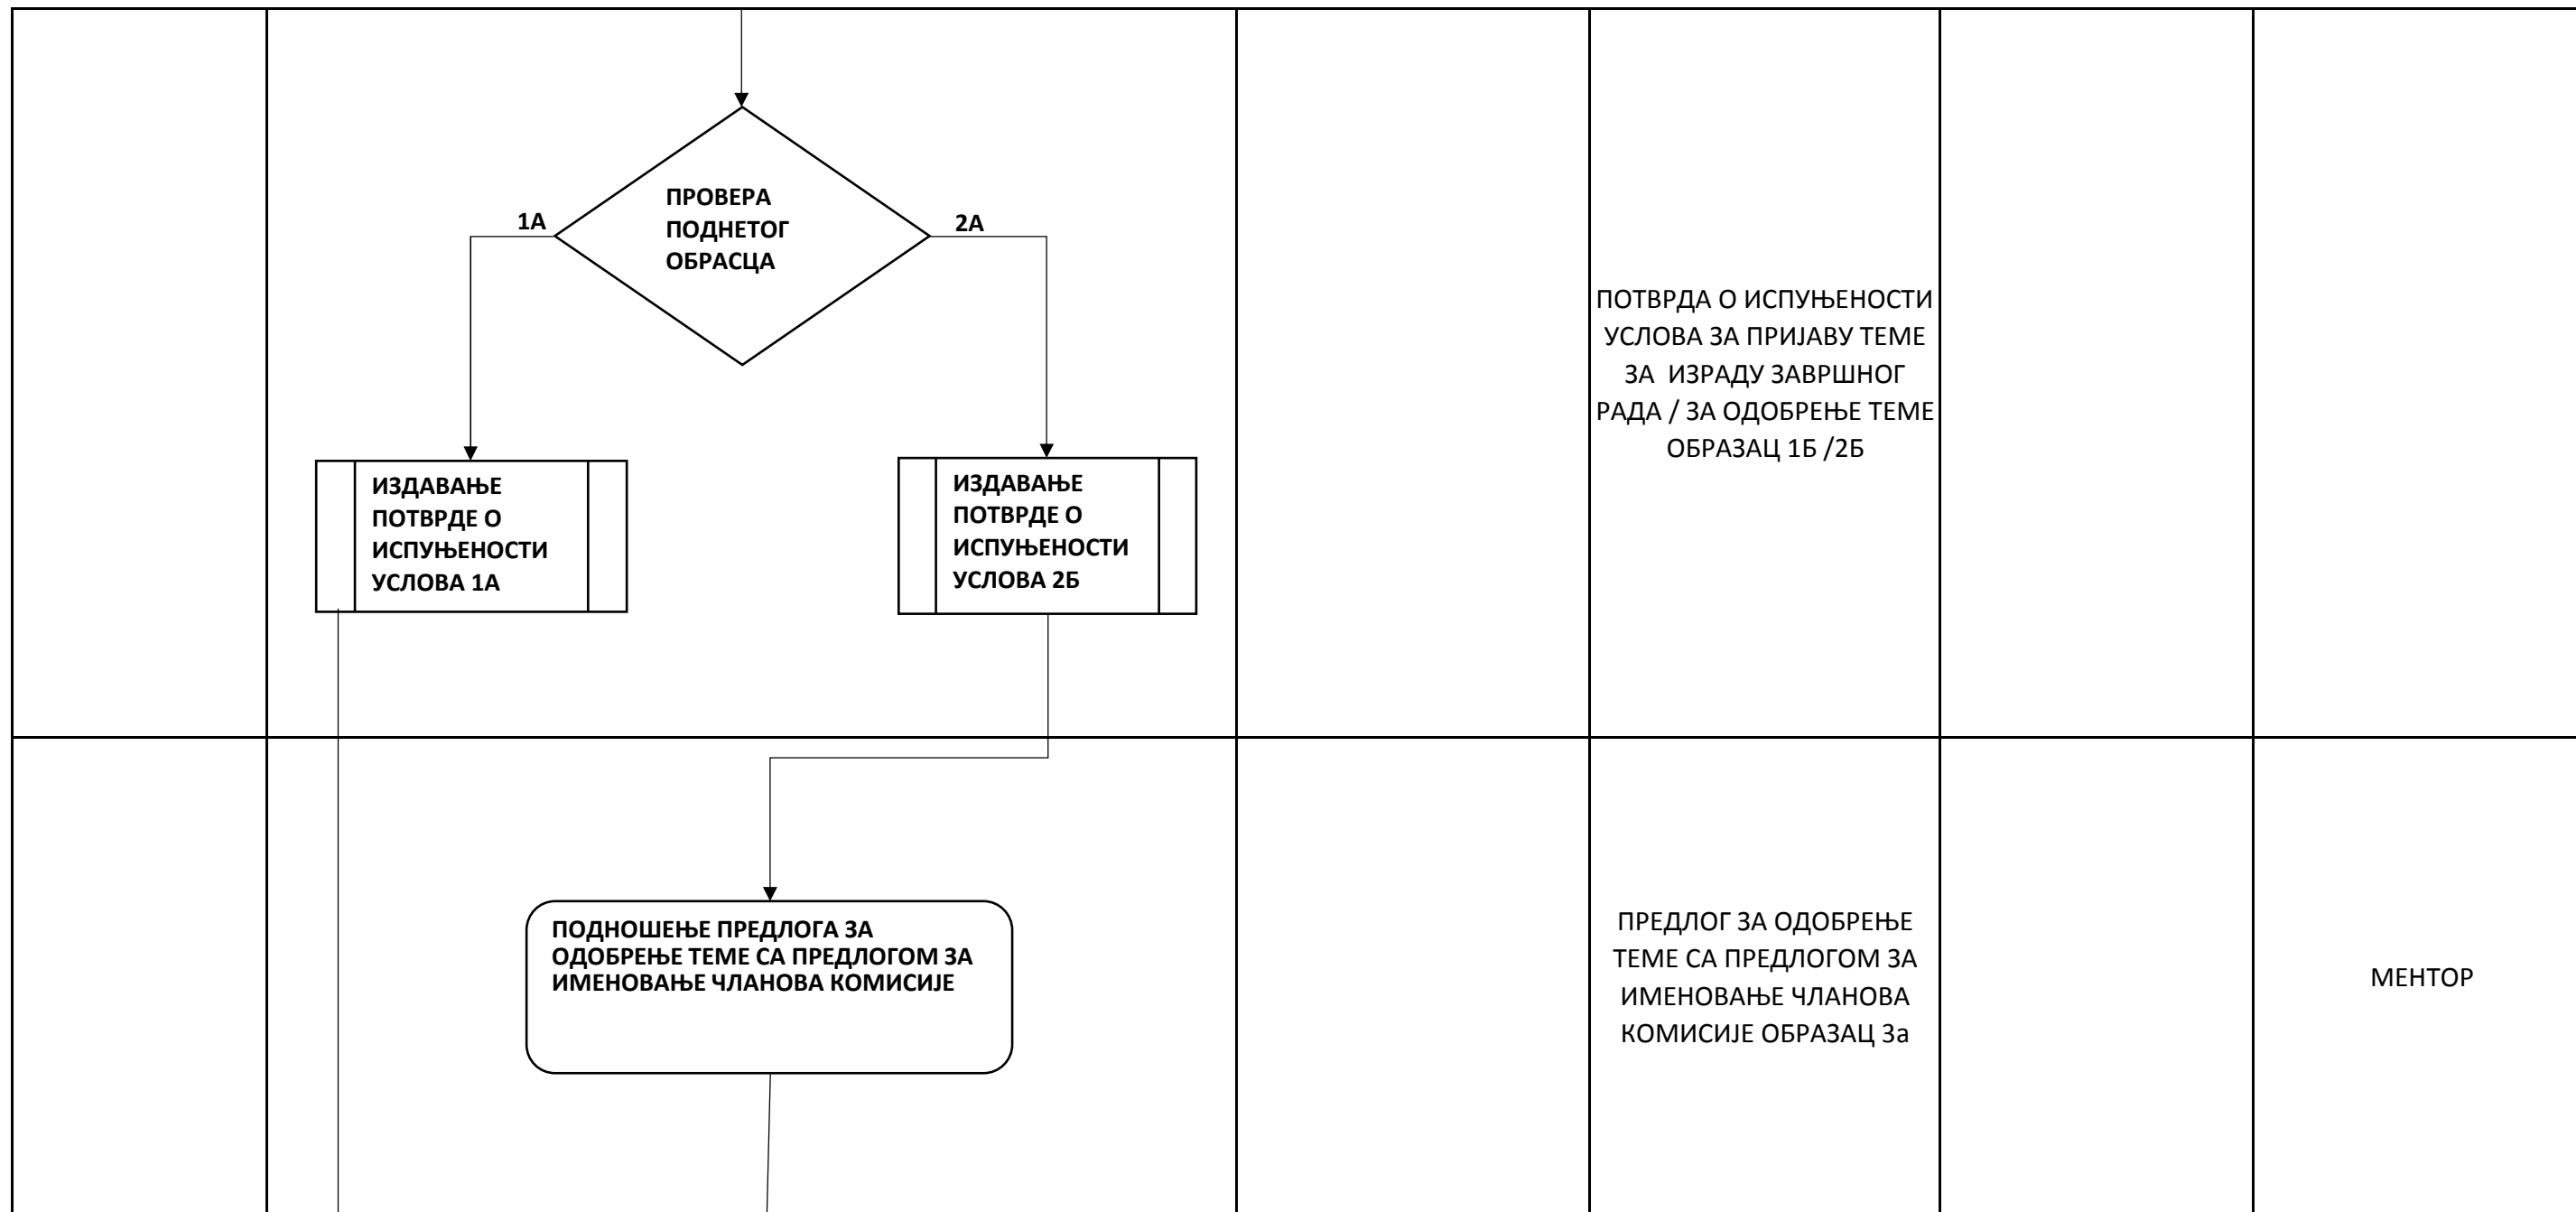 ПРОВЕРА
ПОДНЕТОГ
ОБРАСЦА
1А
2А
ИЗДАВАЊЕ
ПОТВРДЕ О
ИСПУЊЕНОСТИ
УСЛОВА 1А
ИЗДАВАЊЕ
ПОТВРДЕ О
ИСПУЊЕНОСТИ
УСЛОВА 2Б
ПОТВРДА О ИСПУЊЕНОСТИ
УСЛОВА ЗА ПРИЈАВУ ТЕМЕ
ЗА ИЗРАДУ ЗАВРШНОГ
РАДА / ЗА ОДОБРЕЊЕ ТЕМЕ
ОБРАЗАЦ 1Б /2Б
ПОДНОШЕЊЕ ПРЕДЛОГА ЗА
ОДОБРЕЊЕ ТЕМЕ СА ПРЕДЛОГОМ ЗА
ИМЕНОВАЊЕ ЧЛАНОВА КОМИСИЈЕ
ПРЕДЛОГ ЗА ОДОБРЕЊЕ
ТЕМЕ СА ПРЕДЛОГОМ ЗА
ИМЕНОВАЊЕ ЧЛАНОВА
КОМИСИЈЕ ОБРАЗАЦ 3а
МЕНТОР